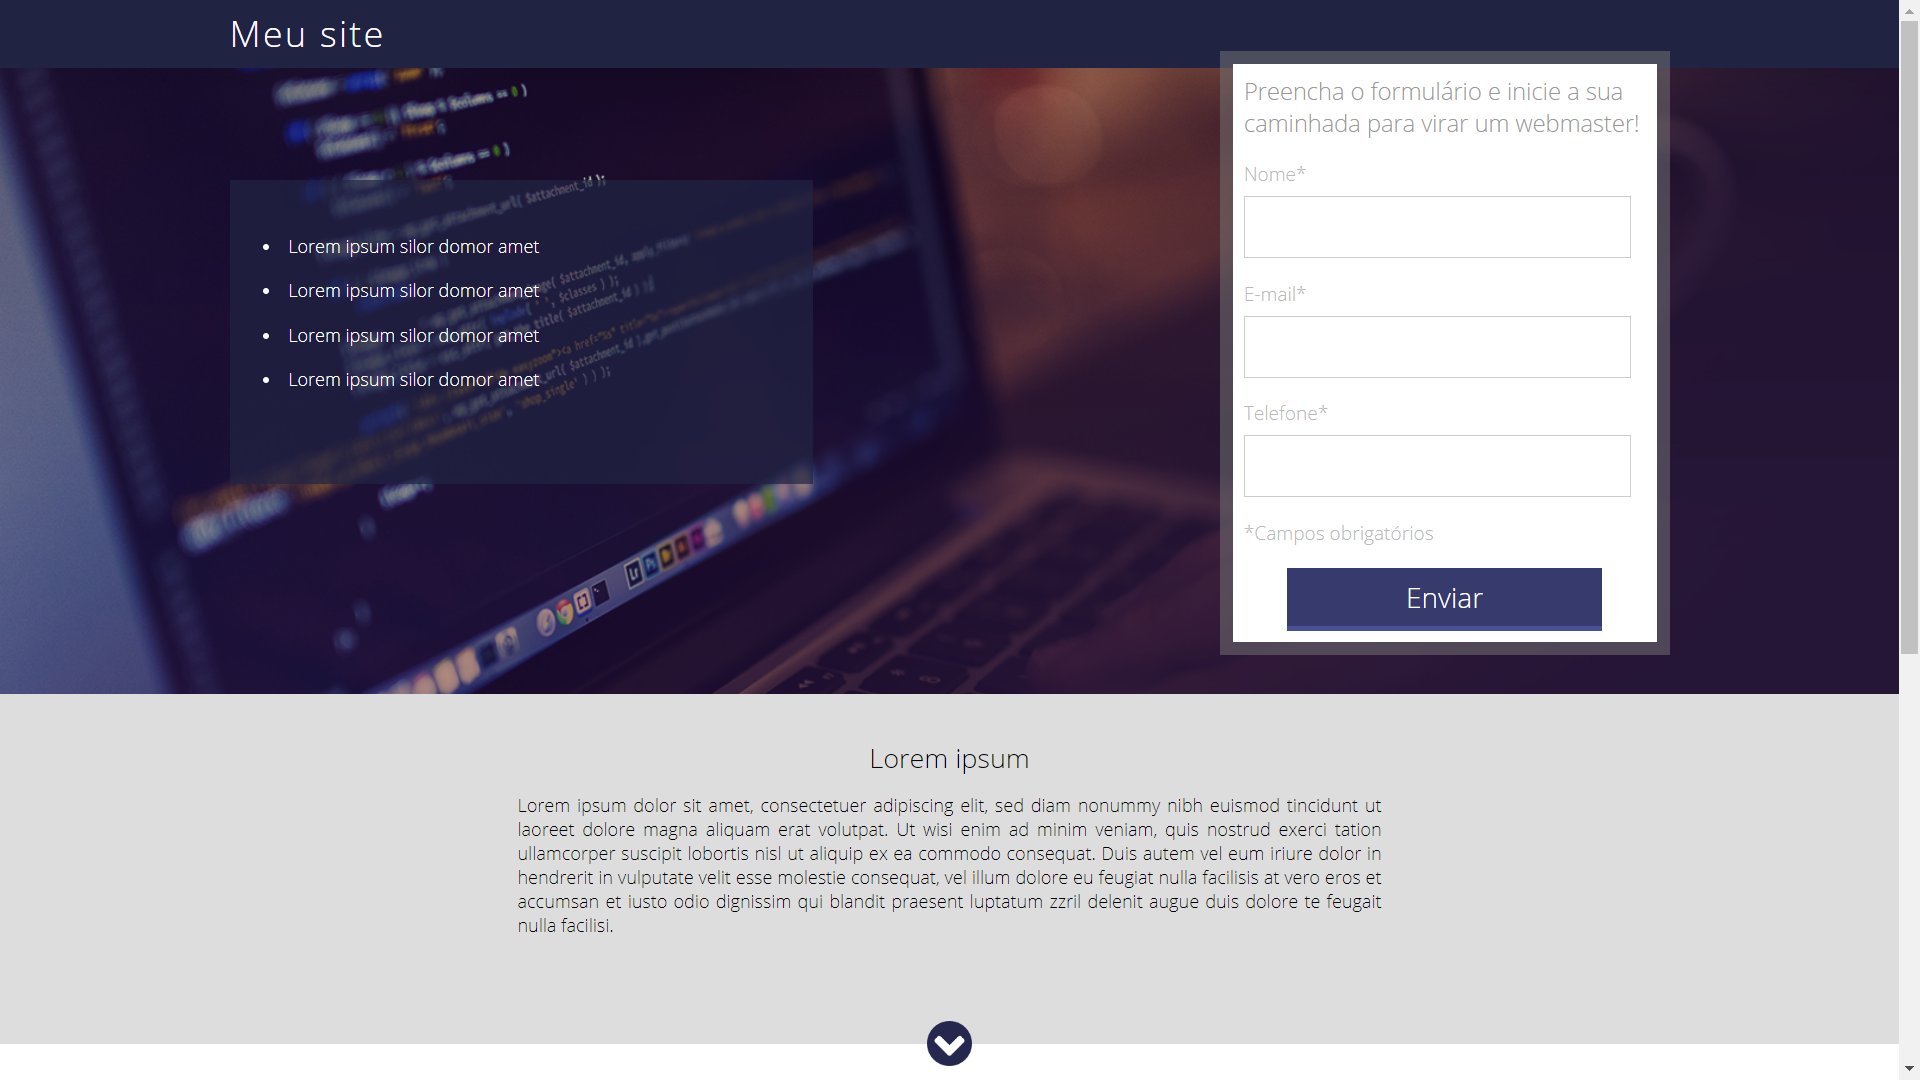 Meu site
Preencha o formulário e inicie a sua
caminhada para virar um webmaster!
Nome*
E-mail*
Telefone*
*Campos obrigatórios
Enviar
Lorem ipsum silor domor amet
Lorem ipsum silor domor amet
Lorem ipsum silor domor amet
Lorem ipsum silor domor amet
Lorem ipsum
Lorem ipsum dolor sit amet, consectetuer adipiscing elit, sed diam nonummy nibh euismod tincidunt ut
laoreet dolore magna aliquam erat volutpat. Ut wisi enim ad minim veniam, quis nostrud exerci tation
ullamcorper suscipit lobortis nisl ut aliquip ex ea commodo consequat. Duis autem vel eum iriure dolor in
hendrerit in vulputate velit esse molestie consequat, vel illum dolore eu feugiat nulla facilisis at vero eros et
accumsan et iusto odio dignissim qui blandit praesent luptatum zzril delenit augue duis dolore te feugait
nulla facilisi.